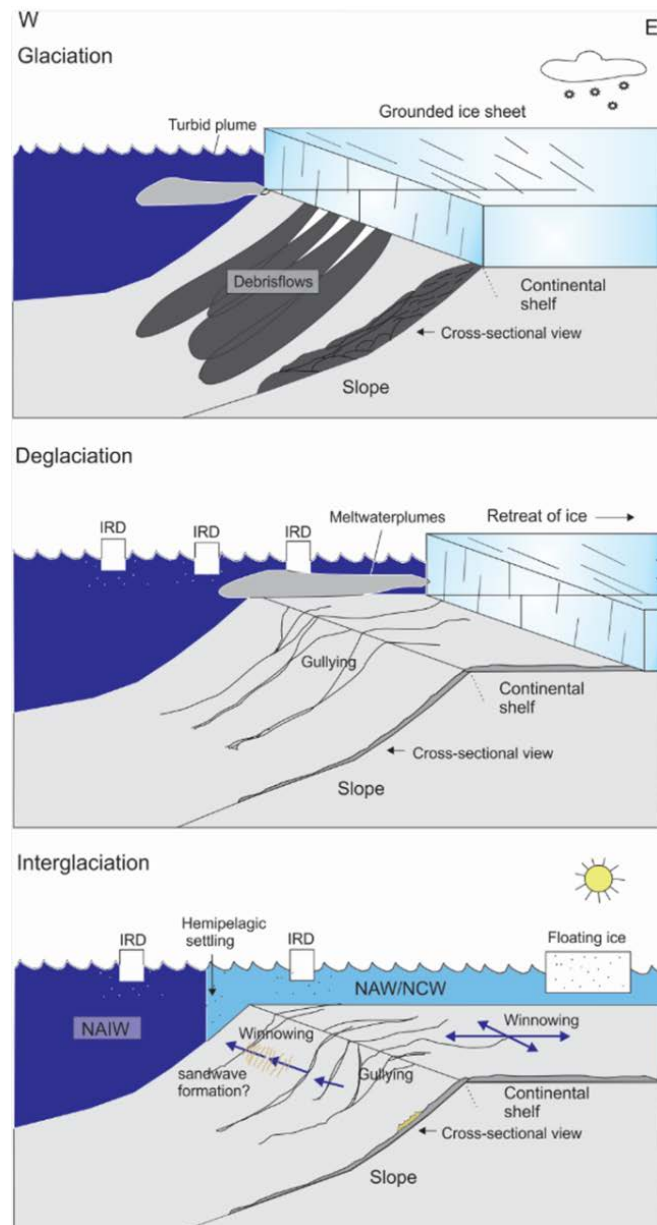 W
E
Glaciation
Turbid plume
Grounded ice sheet
Debrisflows
Continental
shelf
Cross-sectional view
Slope
Deglaciation
IRD
IRD
IRD
Meltwaterplumes
Retreat of ice
Gullying
Continental
shelf
Cross-sectional view
Slope
Interglaciation
Hemipelagic
settling
IRD
IRD
Floating ice
NAW/NCW
NAIW
Winnowing
Winnowing
sandwave
formation?
Gullying
Continental
shelf
Cross-sectional view
Slope